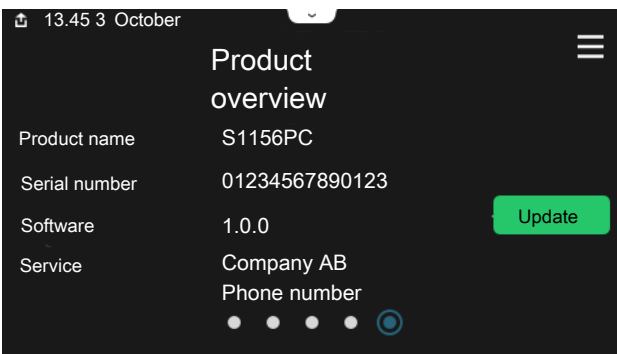 13.45 3 October
Product
overview
Product name S1156PC
Serial number 01234567890123
Software 1.0.0 Update
Service Company AB
Phone number